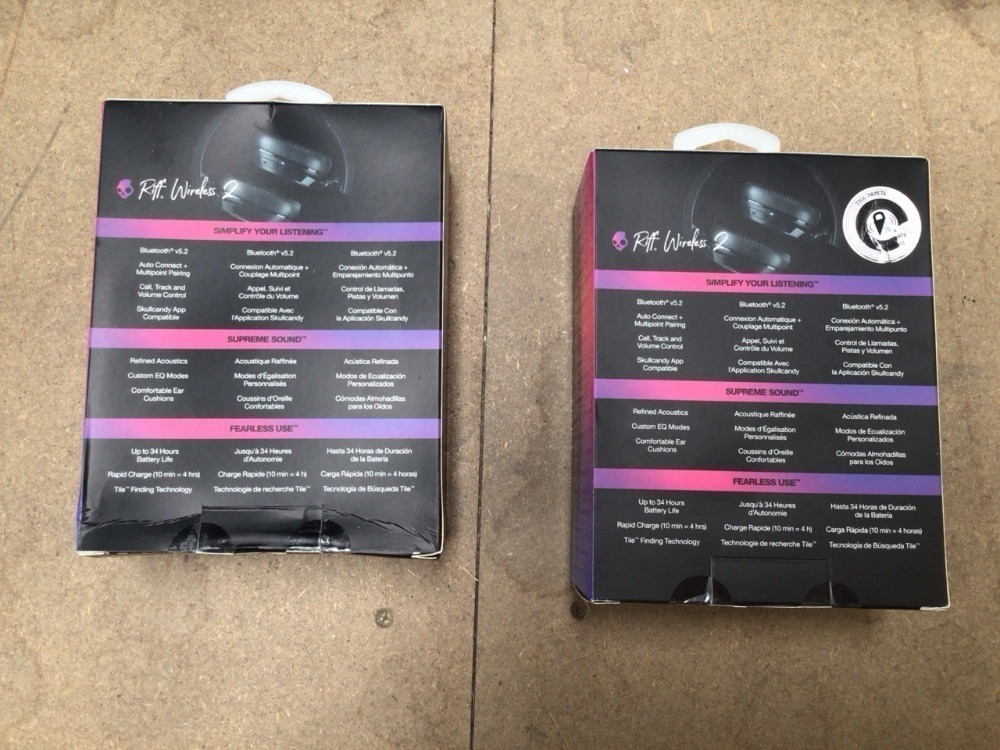 Riff® Wireless 2
SIMPLIFY YOUR LISTENING™
Bluetooth® v5.2
Auto Connect +
Multipoint Pairing
Call, Track and
Volume Control
Skullcandy App
Compatible
Bluetooth® v5.2
Connexion Automatique +
Couplage Multipoint
Appel, Suivi et
Contrôle du Volume
Compatible Avec
l'Application Skullcandy
Bluetooth® v5.2
Conexión Automática +
Emparejamiento Multipunto
Control de Llamadas,
Pistas y Volumen
Compatible Con
la Aplicación Skullcandy
SUPREME SOUND™
Refined Acoustics
Custom EQ Modes
Comfortable Ear
Cushions
Acoustique Raffinée
Modes d'Égalisation
Personnalisés
Coussins d'Oreille
Confortables
Acústica Refinada
Modos de Ecualización
Personalizados
Cómodas Almohadillas
para los Oídos
FEARLESS USE™
Up to 34 Hours
Battery Life
Rapid Charge (10 min = 4 hrs)
Tile™ Finding Technology
Jusqu'à 34 Heures
d'Autonomie
Charge Rapide (10 min = 4 h)
Technologie de recherche Tile™
Hasta 34 Horas de Duración
de la Batería
Carga Rápida (10 min = 4 horas)
Tecnología de Búsqueda Tile™
Riff® Wireless 2
SIMPLIFY YOUR LISTENING™
Bluetooth® v5.2
Auto Connect +
Multipoint Pairing
Call, Track and
Volume Control
Skullcandy App
Compatible
Bluetooth® v5.2
Connexion Automatique +
Couplage Multipoint
Appel, Suivi et
Contrôle du Volume
Compatible Avec
l'Application Skullcandy
Bluetooth® v5.2
Conexión Automática +
Emparejamiento Multipunto
Control de Llamadas,
Pistas y Volumen
Compatible Con
la Aplicación Skullcandy
SUPREME SOUND™
Refined Acoustics
Custom EQ Modes
Comfortable Ear
Cushions
Acoustique Raffinée
Modes d'Égalisation
Personnalisés
Coussins d'Oreille
Confortables
Acústica Refinada
Modos de Ecualización
Personalizados
Cómodas Almohadillas
para los Oídos
FEARLESS USE™
Up to 34 Hours
Battery Life
Rapid Charge (10 min = 4 hrs)
Tile™ Finding Technology
Jusqu'à 34 Heures
d'Autonomie
Charge Rapide (10 min = 4 h)
Technologie de recherche Tile™
Hasta 34 Horas de Duración
de la Batería
Carga Rápida (10 min = 4 horas)
Tecnología de Búsqueda Tile™